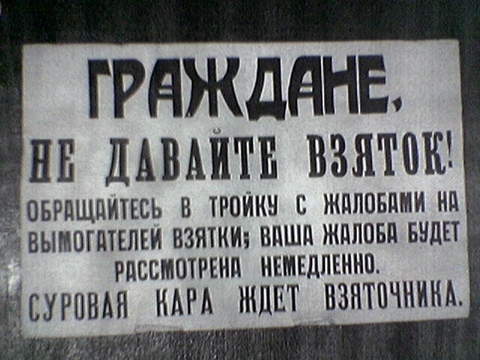 ГРАЖДАНЕ,
НЕ ДАВАЙТЕ ВЗЯТОК!
ОБРАЩАЙТЕСЬ В ТРОЙКУ С ЖАЛОБАМИ НА
ВЫМОГАТЕЛЕЙ ВЗЯТКИ; ВАША ЖАЛОБА БУДЕТ
РАССМОТРЕНА НЕМЕДЛЕННО.
СУРОВАЯ КАРА ЖДЕТ ВЗЯТОЧНИКА.